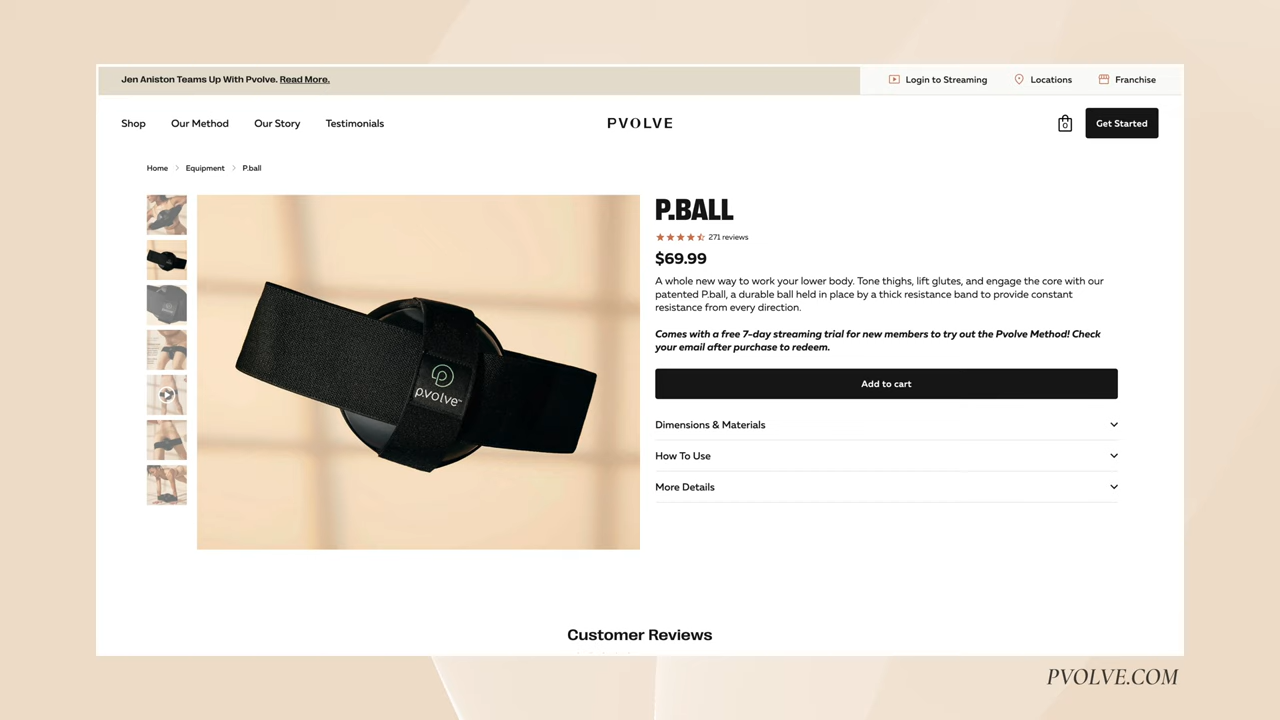 Jen Aniston Teams Up With Pvolve. Read More.
Login to Streaming
Locations
Franchise
Shop
Our Method
Our Story
Testimonials
PVOLVE
0
Get Started
Home
Equipment
P.ball
p.volve™
P.BALL
271 reviews
$69.99
A whole new way to work your lower body. Tone thighs, lift glutes, and engage the core with our
patented P.ball, a durable ball held in place by a thick resistance band to provide constant
resistance from every direction.
Comes with a free 7-day streaming trial for new members to try out the Pvolve Method! Check
your email after purchase to redeem.
Add to cart
Dimensions & Materials
How To Use
More Details
Customer Reviews
PVOLVE.COM